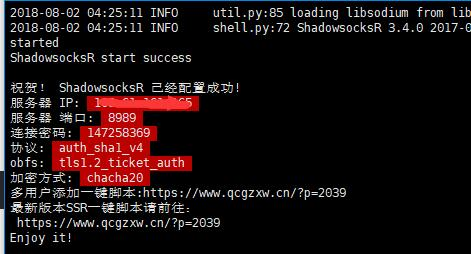 2018-08-02 04:25:11 INFO     util.py:85 loading libsodium from lib
2018-08-02 04:25:11 INFO     shell.py:72 ShadowsocksR 3.4.0 2017-0
started
ShadowsocksR start success
祝贺! ShadowsocksR 已经配置成功!
服务器 IP:
服务器 端口: 8989
连接密码: 147258369
协议: auth_sha1_v4
obfs: tls1.2_ticket_auth
加密方式: chacha20
多用户添加一键脚本:https://www.qcgzxw.cn/?p=2039
最新版本SSR一键脚本请前往:
https://www.qcgzxw.cn/?p=2039
Enjoy it!